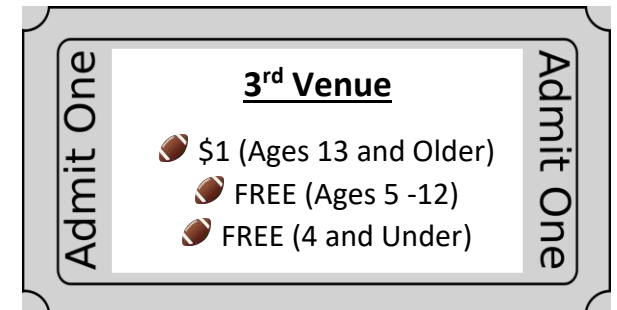 Admit One
3rd Venue
🏈 $1 (Ages 13 and Older)
🏈 FREE (Ages 5 -12)
🏈 FREE (4 and Under)
Admit One